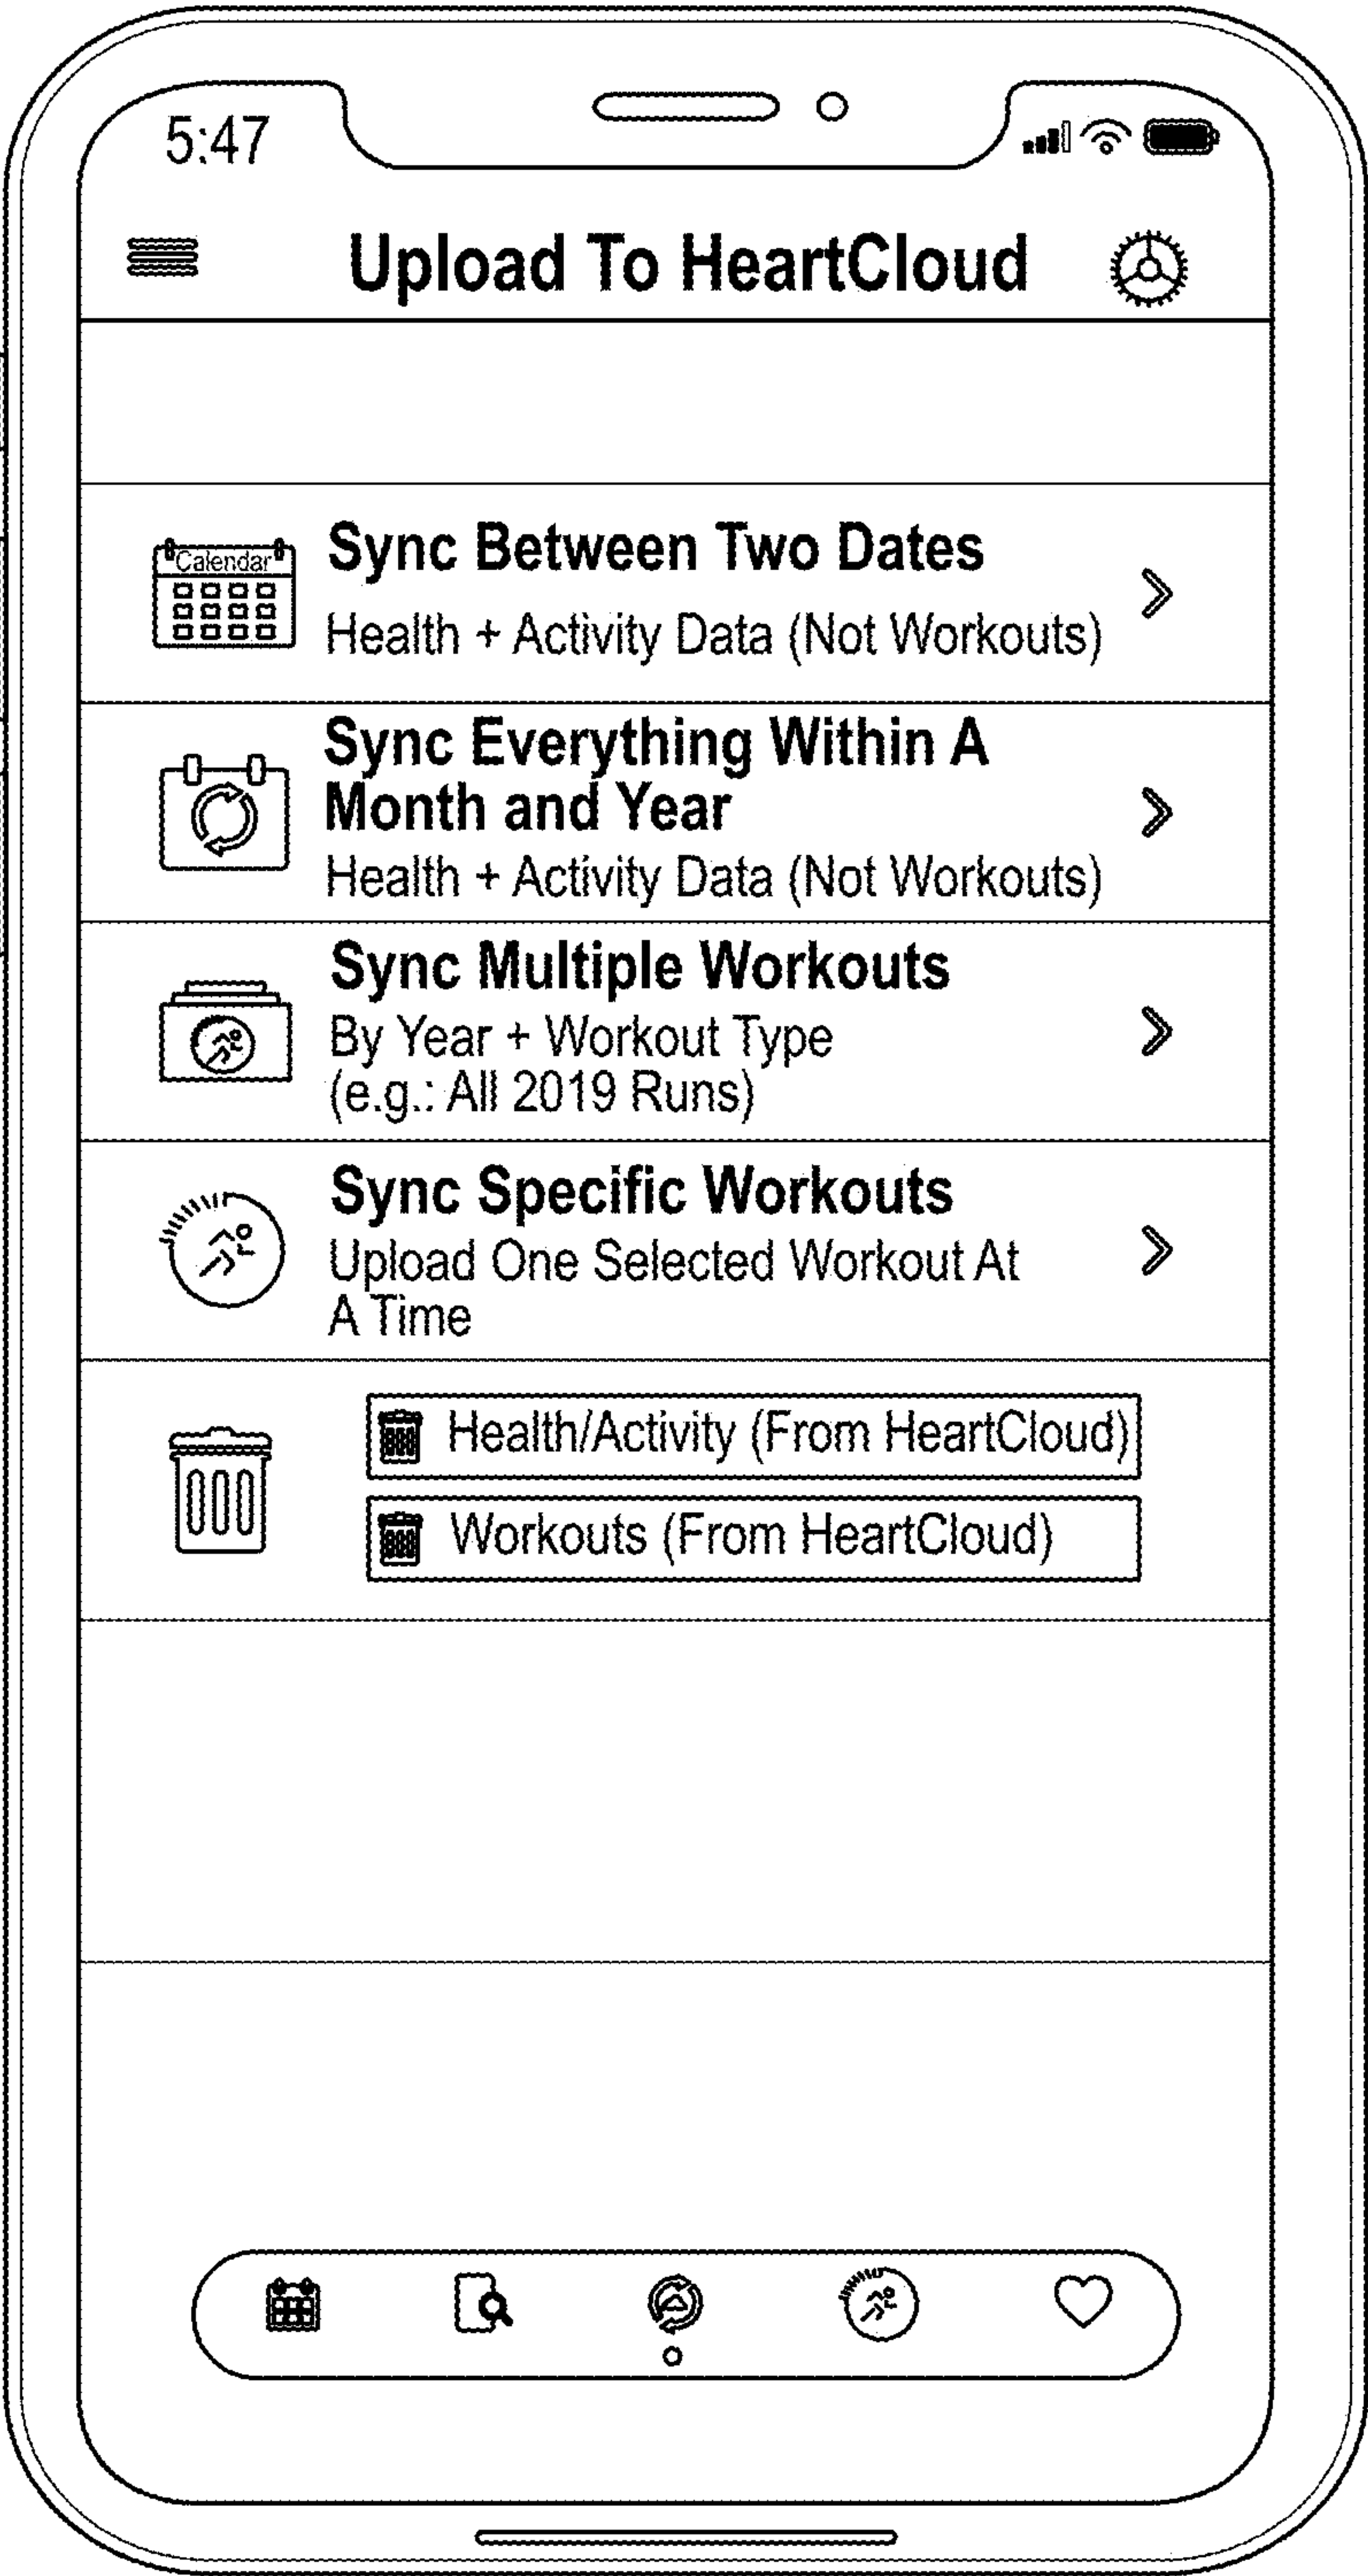 5:47
Upload To HeartCloud
Calendar
Sync Between Two Dates
Health + Activity Data (Not Workouts)
Sync Everything Within A
Month and Year
Health + Activity Data (Not Workouts)
Sync Multiple Workouts
By Year + Workout Type
(e.g.: All 2019 Runs)
Sync Specific Workouts
Upload One Selected Workout At
A Time
Health/Activity (From HeartCloud)
Workouts (From HeartCloud)